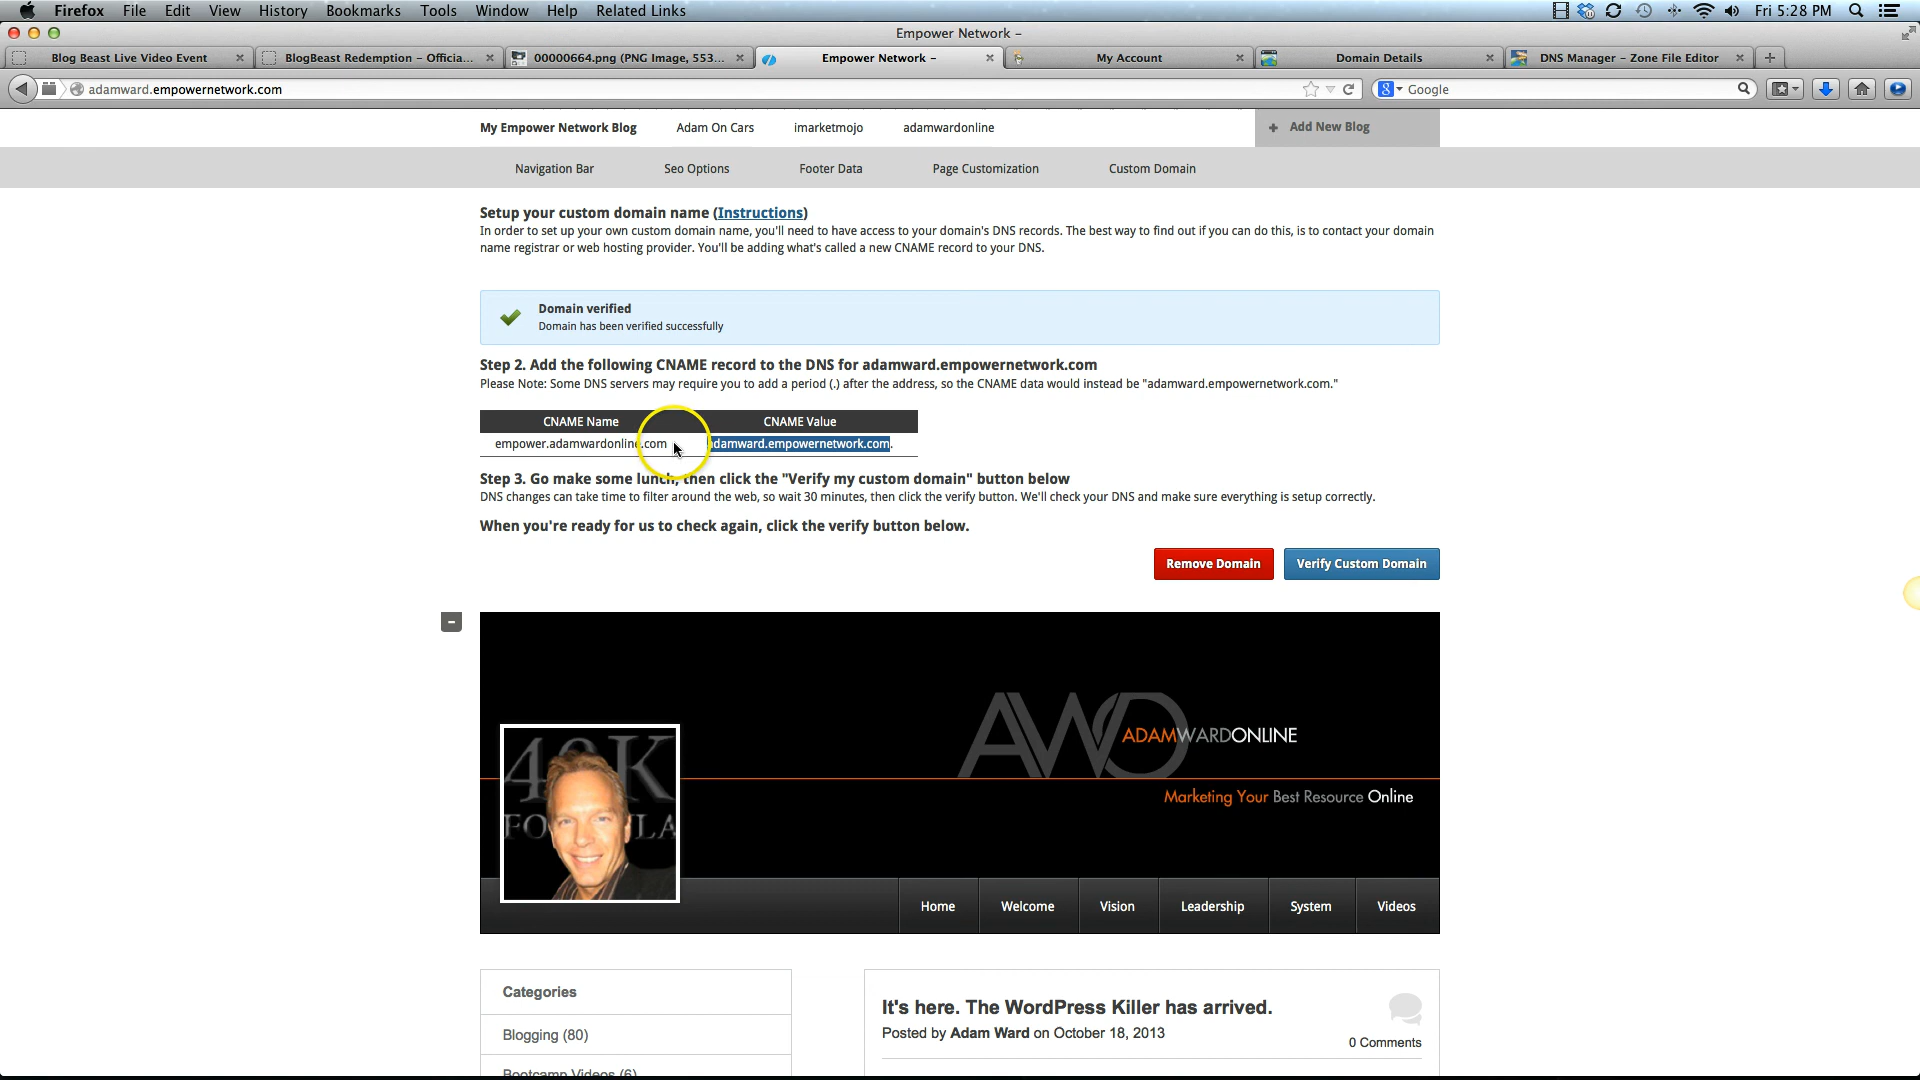 Firefox File Edit View History Bookmarks Tools Window Help Related Links Fri 5:28 PM
Empower Network –
Blog Beast Live Video Event BlogBeast Redemption – Officia... 00000664.png (PNG Image, 553... Empower Network – My Account Domain Details DNS Manager – Zone File Editor
adamward.empowernetwork.com Google
My Empower Network Blog Adam On Cars imarketmojo adamwardonline + Add New Blog
Navigation Bar Seo Options Footer Data Page Customization Custom Domain
Setup your custom domain name (Instructions)
In order to set up your own custom domain name, you'll need to have access to your domain's DNS records. The best way to find out if you can do this, is to contact your domain
name registrar or web hosting provider. You'll be adding what's called a new CNAME record to your DNS.
Domain verified
Domain has been verified successfully
Step 2. Add the following CNAME record to the DNS for adamward.empowernetwork.com
Please Note: Some DNS servers may require you to add a period (.) after the address, so the CNAME data would instead be "adamward.empowernetwork.com."
CNAME Name CNAME Value
empower.adamwardonline.com adamward.empowernetwork.com.
Step 3. Go make some lunch, then click the "Verify my custom domain" button below
DNS changes can take time to filter around the web, so wait 30 minutes, then click the verify button. We'll check your DNS and make sure everything is setup correctly.
When you're ready for us to check again, click the verify button below.
Remove Domain Verify Custom Domain
AWO ADAMWARDONLINE
Marketing Your Best Resource Online
Home Welcome Vision Leadership System Videos
Categories
It's here. The WordPress Killer has arrived.
Posted by Adam Ward on October 18, 2013
Blogging (80)
0 Comments
Bootcamp Videos (6)